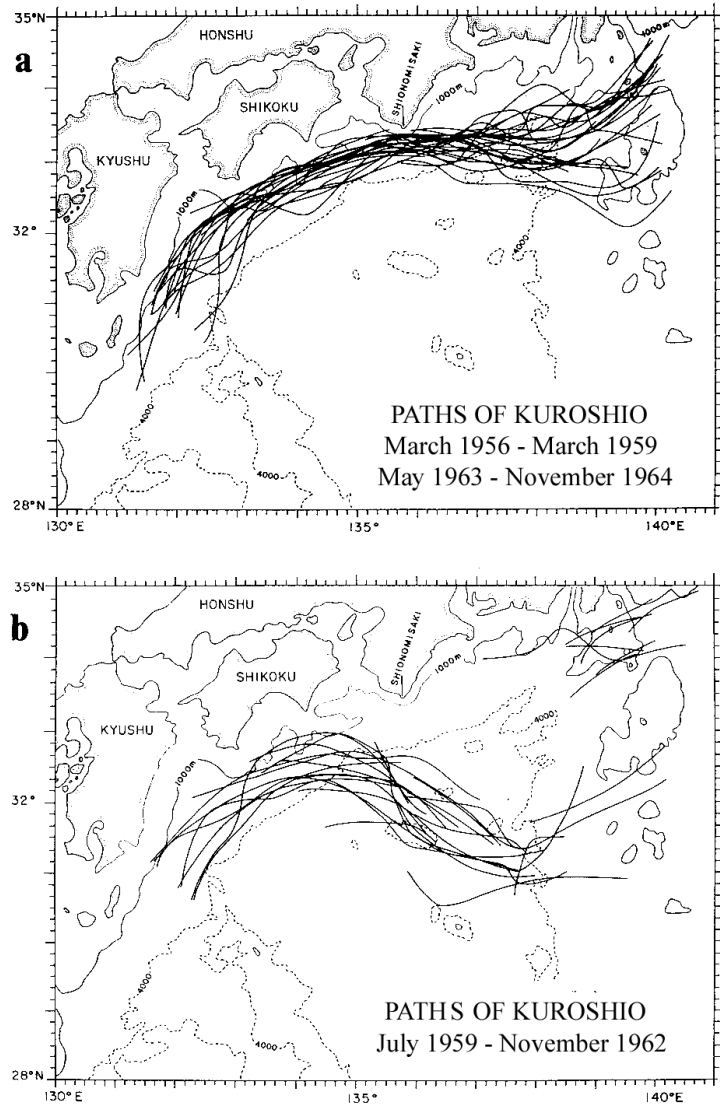 a
35°N
HONSHU
SHIKOKU
SHIONOMISAKI
1000m
1000m
KYUSHU
1000m
32°
4000
4000
4000
PATHS OF KUROSHIO
March 1956 - March 1959
May 1963 - November 1964
28°N
130°E
135°
140°E
b
35°N
HONSHU
SHIKOKU
SHIONOMISAKI
1000m
4000
KYUSHU
1000m
32°
4000
4000
PATHS OF KUROSHIO
July 1959 - November 1962
28°N
130°E
135°
140°E